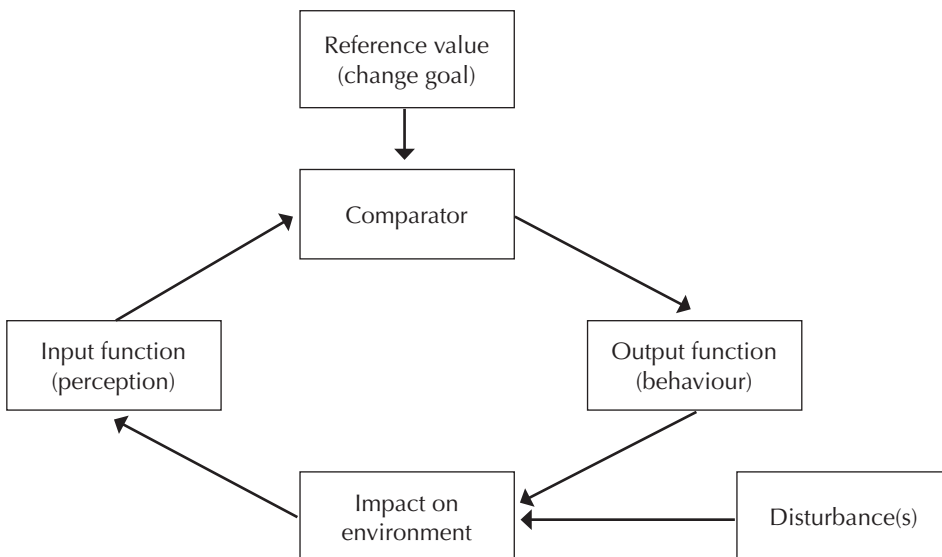 Reference value
(change goal)
Comparator
Input function
(perception)
Output function
(behaviour)
Impact on
environment
Disturbance(s)